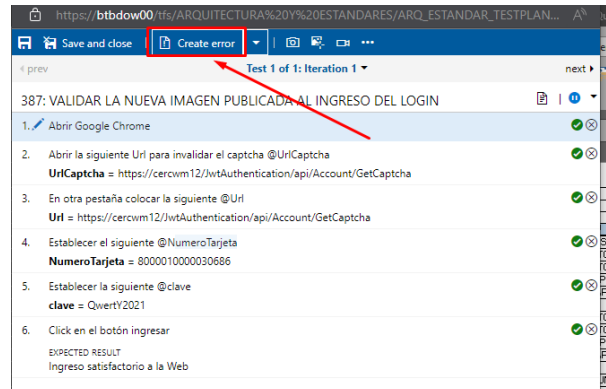 https://btbdow00/tfs/ARQUITECTURA%20Y%20ESTANDARES/ARQ_ESTANDAR_TESTPLAN...
Save and close
Create error
prev
Test 1 of 1: Iteration 1
next
387: VALIDAR LA NUEVA IMAGEN PUBLICADA AL INGRESO DEL LOGIN
1. Abrir Google Chrome
2. Abrir la siguiente Url para invalidar el captcha @UrlCaptcha
UrlCaptcha = https://cercwm12/JwtAuthentication/api/Account/GetCaptcha
3. En otra pestaña colocar la siguiente @Url
Url = https://cercwm12/JwtAuthentication/api/Account/GetCaptcha
4. Establecer el siguiente @NumeroTarjeta
NumeroTarjeta = 8000010000030686
5. Establecer la siguiente @clave
clave = QwertY2021
6. Click en el botón ingresar
EXPECTED RESULT
Ingreso satisfactorio a la Web